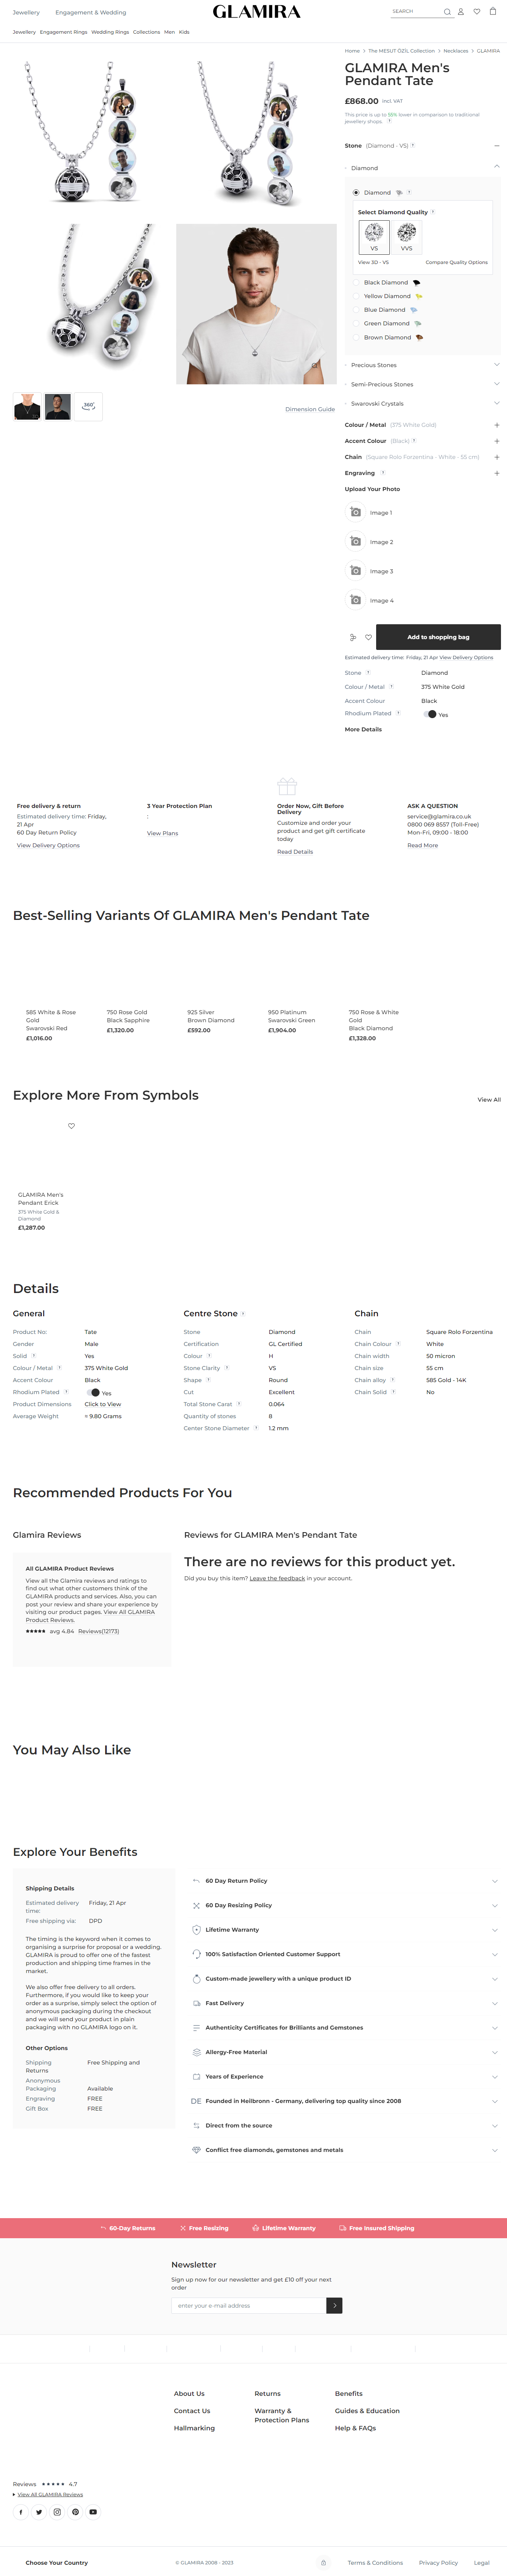 Jewellery Engagement & Wedding
GLAMIRA
SEARCH
Jewellery Engagement Rings Wedding Rings Collections Men Kids
Home > The MESUT ÖZİL Collection > Necklaces > GLAMIRA
GLAMIRA Men's
Pendant Tate
£868.00 incl. VAT
This price is up to 55% lower in comparison to traditional
jewellery shops. ?
Stone (Diamond - VS) ?
Diamond
Diamond ?
Select Diamond Quality ?
VS VVS
View 3D - VS Compare Quality Options
Black Diamond
Yellow Diamond
Blue Diamond
Green Diamond
Brown Diamond
Precious Stones
Semi-Precious Stones
Swarovski Crystals
360°
Dimension Guide
Colour / Metal (375 White Gold)
Accent Colour (Black) ?
Chain (Square Rolo Forzentina - White - 55 cm)
Engraving ?
Upload Your Photo
Image 1
Image 2
Image 3
Image 4
Add to shopping bag
Estimated delivery time: Friday, 21 Apr View Delivery Options
Stone ? Diamond
Colour / Metal ? 375 White Gold
Accent Colour Black
Rhodium Plated ? Yes
More Details
Free delivery & return
Estimated delivery time: Friday,
21 Apr
60 Day Return Policy
View Delivery Options
3 Year Protection Plan
:
View Plans
Order Now, Gift Before
Delivery
Customize and order your
product and get gift certificate
today
Read Details
ASK A QUESTION
service@glamira.co.uk
0800 069 8557 (Toll-Free)
Mon-Fri, 09:00 - 18:00
Read More
Best-Selling Variants Of GLAMIRA Men's Pendant Tate
585 White & Rose
Gold
Swarovski Red
£1,016.00
750 Rose Gold
Black Sapphire
£1,320.00
925 Silver
Brown Diamond
£592.00
950 Platinum
Swarovski Green
£1,904.00
750 Rose & White
Gold
Black Diamond
£1,328.00
Explore More From Symbols
View All
GLAMIRA Men's
Pendant Erick
375 White Gold &
Diamond
£1,287.00
Details
General
Product No: Tate
Gender Male
Solid ? Yes
Colour / Metal ? 375 White Gold
Accent Colour Black
Rhodium Plated ? Yes
Product Dimensions Click to View
Average Weight ≈ 9.80 Grams
Centre Stone ?
Stone Diamond
Certification GL Certified
Colour ? H
Stone Clarity ? VS
Shape ? Round
Cut Excellent
Total Stone Carat ? 0.064
Quantity of stones 8
Center Stone Diameter ? 1.2 mm
Chain
Chain Square Rolo Forzentina
Chain Colour ? White
Chain width 50 micron
Chain size 55 cm
Chain alloy ? 585 Gold - 14K
Chain Solid ? No
Recommended Products For You
Glamira Reviews
All GLAMIRA Product Reviews
View all the Glamira reviews and ratings to
find out what other customers think of the
GLAMIRA products and services. Also, you can
post your review and share your experience by
visiting our product pages. View All GLAMIRA
Product Reviews.
★★★★★ avg 4.84 Reviews(12173)
Reviews for GLAMIRA Men's Pendant Tate
There are no reviews for this product yet.
Did you buy this item? Leave the feedback in your account.
You May Also Like
Explore Your Benefits
Shipping Details
Estimated delivery Friday, 21 Apr
time:
Free shipping via: DPD
The timing is the keyword when it comes to
organising a surprise for proposal or a wedding.
GLAMIRA is proud to offer one of the fastest
production and shipping time frames in the
market.
We also offer free delivery to all orders.
Furthermore, if you would like to keep your
order as a surprise, simply select the option of
anonymous packaging during the checkout
and we will send your product in plain
packaging with no GLAMIRA logo on it.
Other Options
Shipping Free Shipping and
Returns
Anonymous
Packaging Available
Engraving FREE
Gift Box FREE
60 Day Return Policy
60 Day Resizing Policy
Lifetime Warranty
100% Satisfaction Oriented Customer Support
Custom-made jewellery with a unique product ID
Fast Delivery
Authenticity Certificates for Brilliants and Gemstones
Allergy-Free Material
Years of Experience
DE Founded in Heilbronn - Germany, delivering top quality since 2008
Direct from the source
Conflict free diamonds, gemstones and metals
60-Day Returns Free Resizing Lifetime Warranty Free Insured Shipping
Newsletter
Sign up now for our newsletter and get £10 off your next
order
enter your e-mail address
About Us
Contact Us
Hallmarking
Returns
Warranty &
Protection Plans
Benefits
Guides & Education
Help & FAQs
Reviews ★★★★★ 4.7
View All GLAMIRA Reviews
Choose Your Country © GLAMIRA 2008 - 2023 Terms & Conditions Privacy Policy Legal